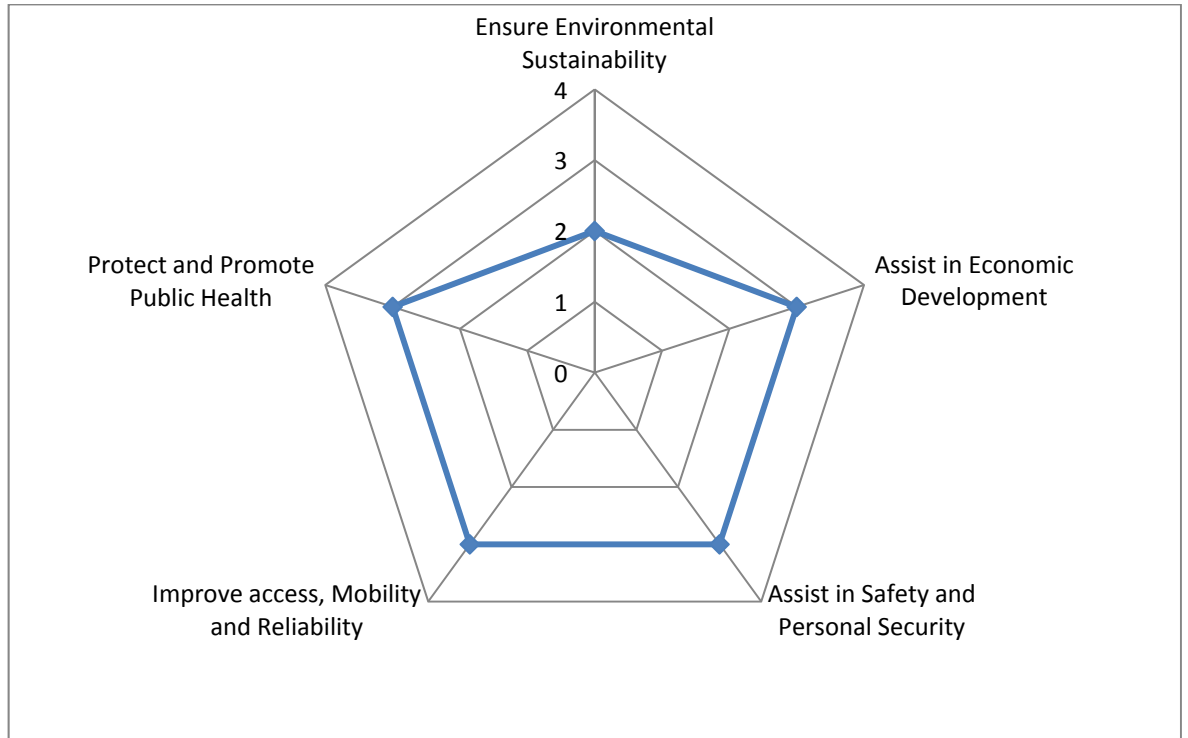 Ensure Environmental
Sustainability
4
3
2
1
0
Assist in Economic
Development
Assist in Safety and
Personal Security
Improve access, Mobility
and Reliability
Protect and Promote
Public Health